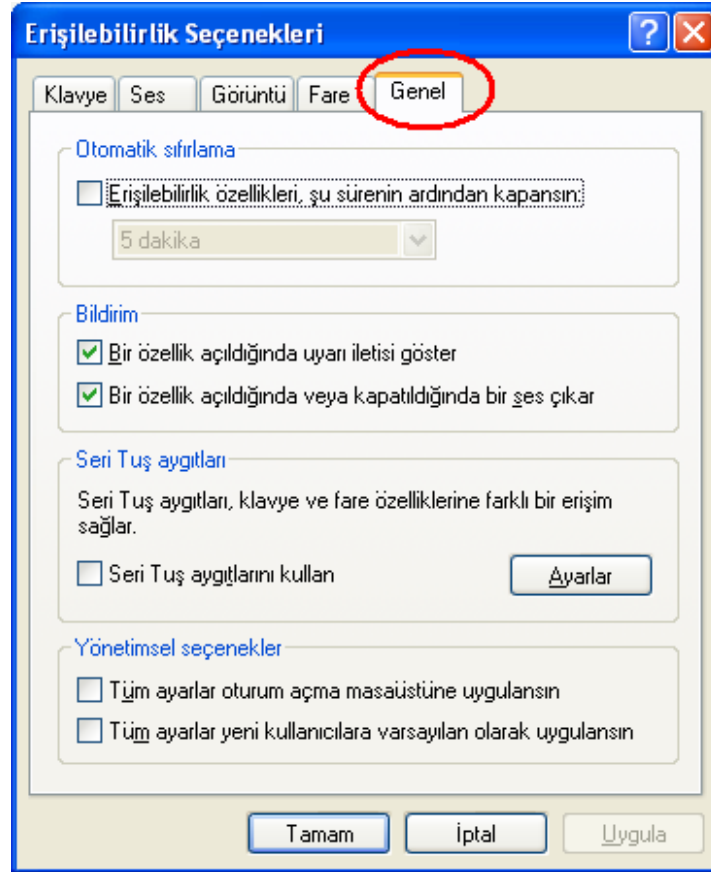 Erişilebilirlik Seçenekleri
Klavye Ses Görüntü Fare Genel
Otomatik sıfırlama
Erişilebilirlik özellikleri, şu sürenin ardından kapansın:
5 dakika
Bildirim
Bir özellik açıldığında uyarı iletisi göster
Bir özellik açıldığında veya kapatıldığında bir ses çıkar
Seri Tuş aygıtları
Seri Tuş aygıtları, klavye ve fare özelliklerine farklı bir erişim
sağlar.
Seri Tuş aygıtlarını kullan Ayarlar
Yönetimsel seçenekler
Tüm ayarlar oturum açma masaüstüne uygulansın
Tüm ayarlar yeni kullanıcılara varsayılan olarak uygulansın
Tamam İptal Uygula